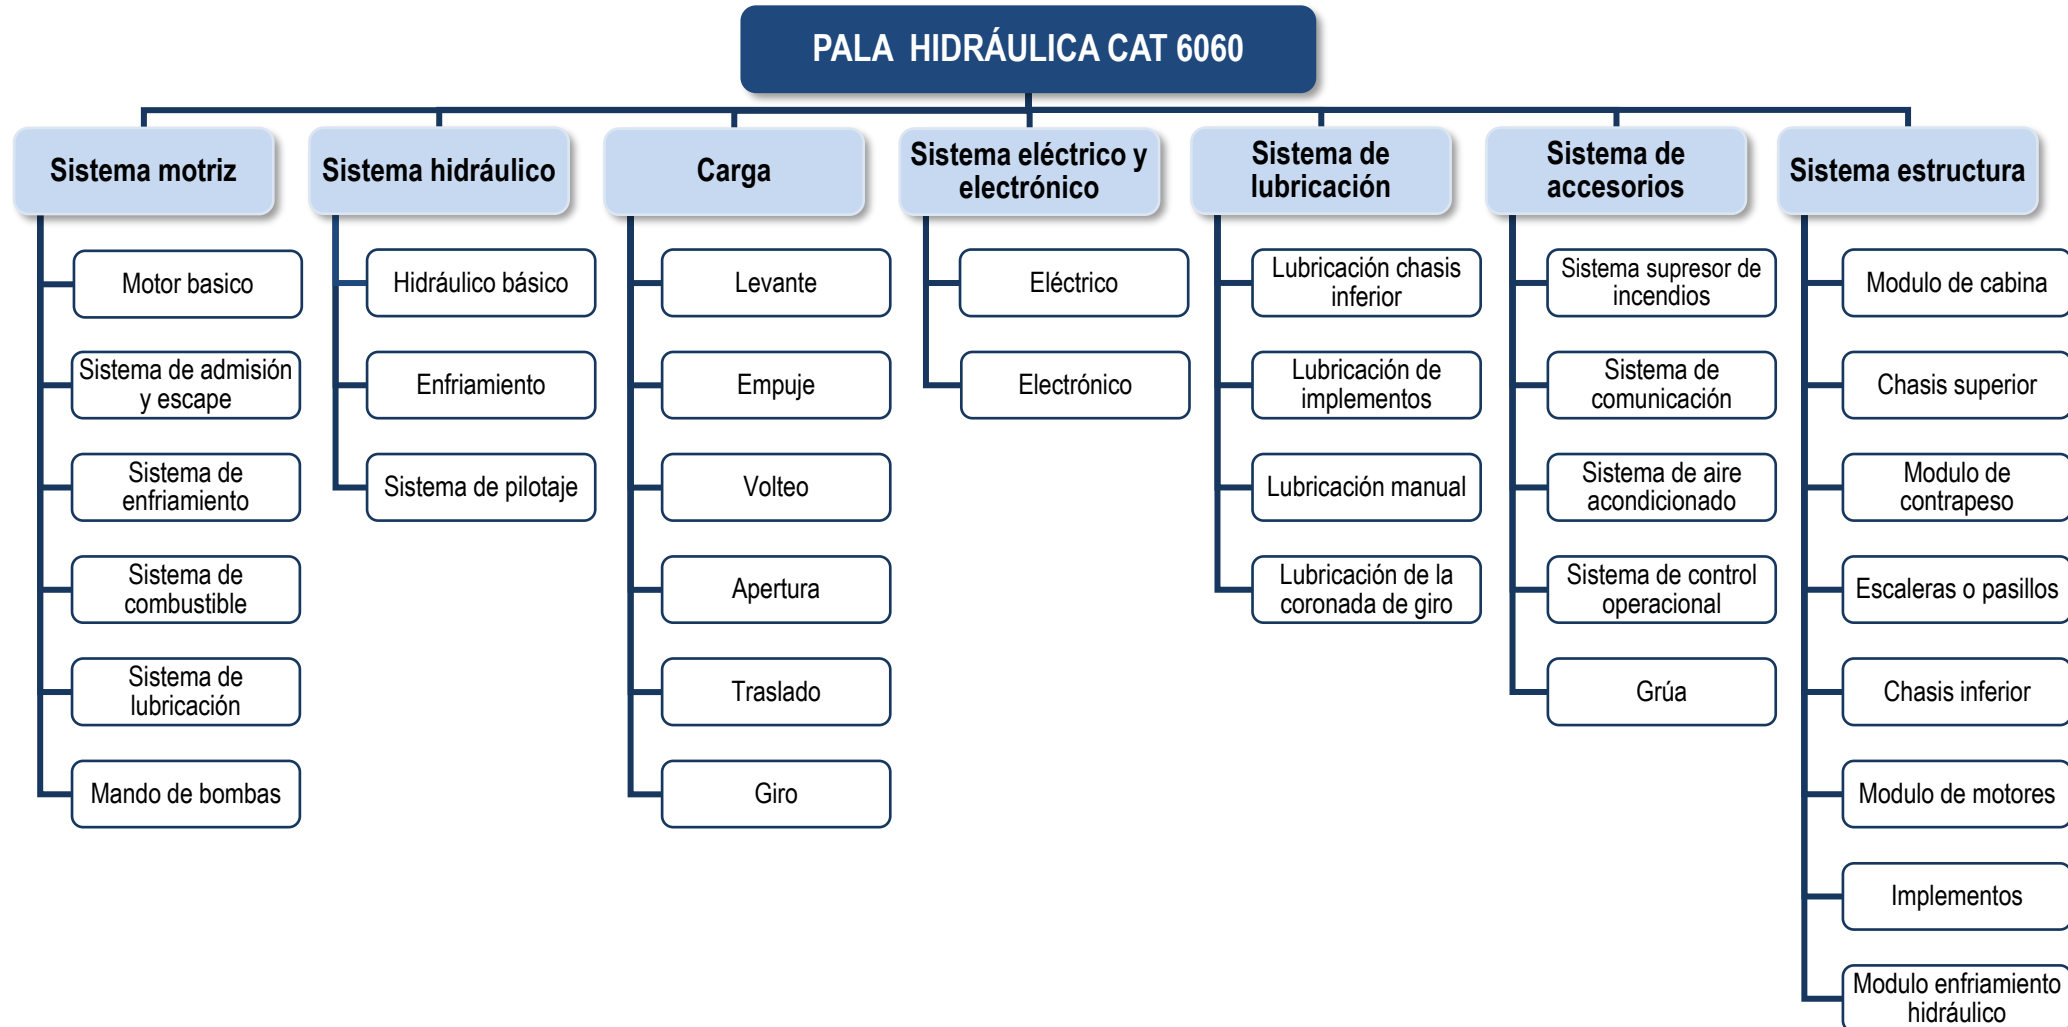 PALA HIDRÁULICA CAT 6060
Sistema motriz
Motor basico
Sistema de admisión
y escape
Sistema de
enfriamiento
Sistema de
combustible
Sistema de
lubricación
Mando de bombas
Sistema hidráulico
Hidráulico básico
Enfriamiento
Sistema de pilotaje
Carga
Levante
Empuje
Volteo
Apertura
Traslado
Giro
Sistema eléctrico y
electrónico
Eléctrico
Electrónico
Sistema de
lubricación
Lubricación chasis
inferior
Lubricación de
implementos
Lubricación manual
Lubricación de la
coronada de giro
Sistema de
accesorios
Sistema supresor de
incendios
Sistema de
comunicación
Sistema de aire
acondicionado
Sistema de control
operacional
Grúa
Sistema estructura
Modulo de cabina
Chasis superior
Modulo de
contrapeso
Escaleras o pasillos
Chasis inferior
Modulo de motores
Implementos
Modulo enfriamiento
hidráulico